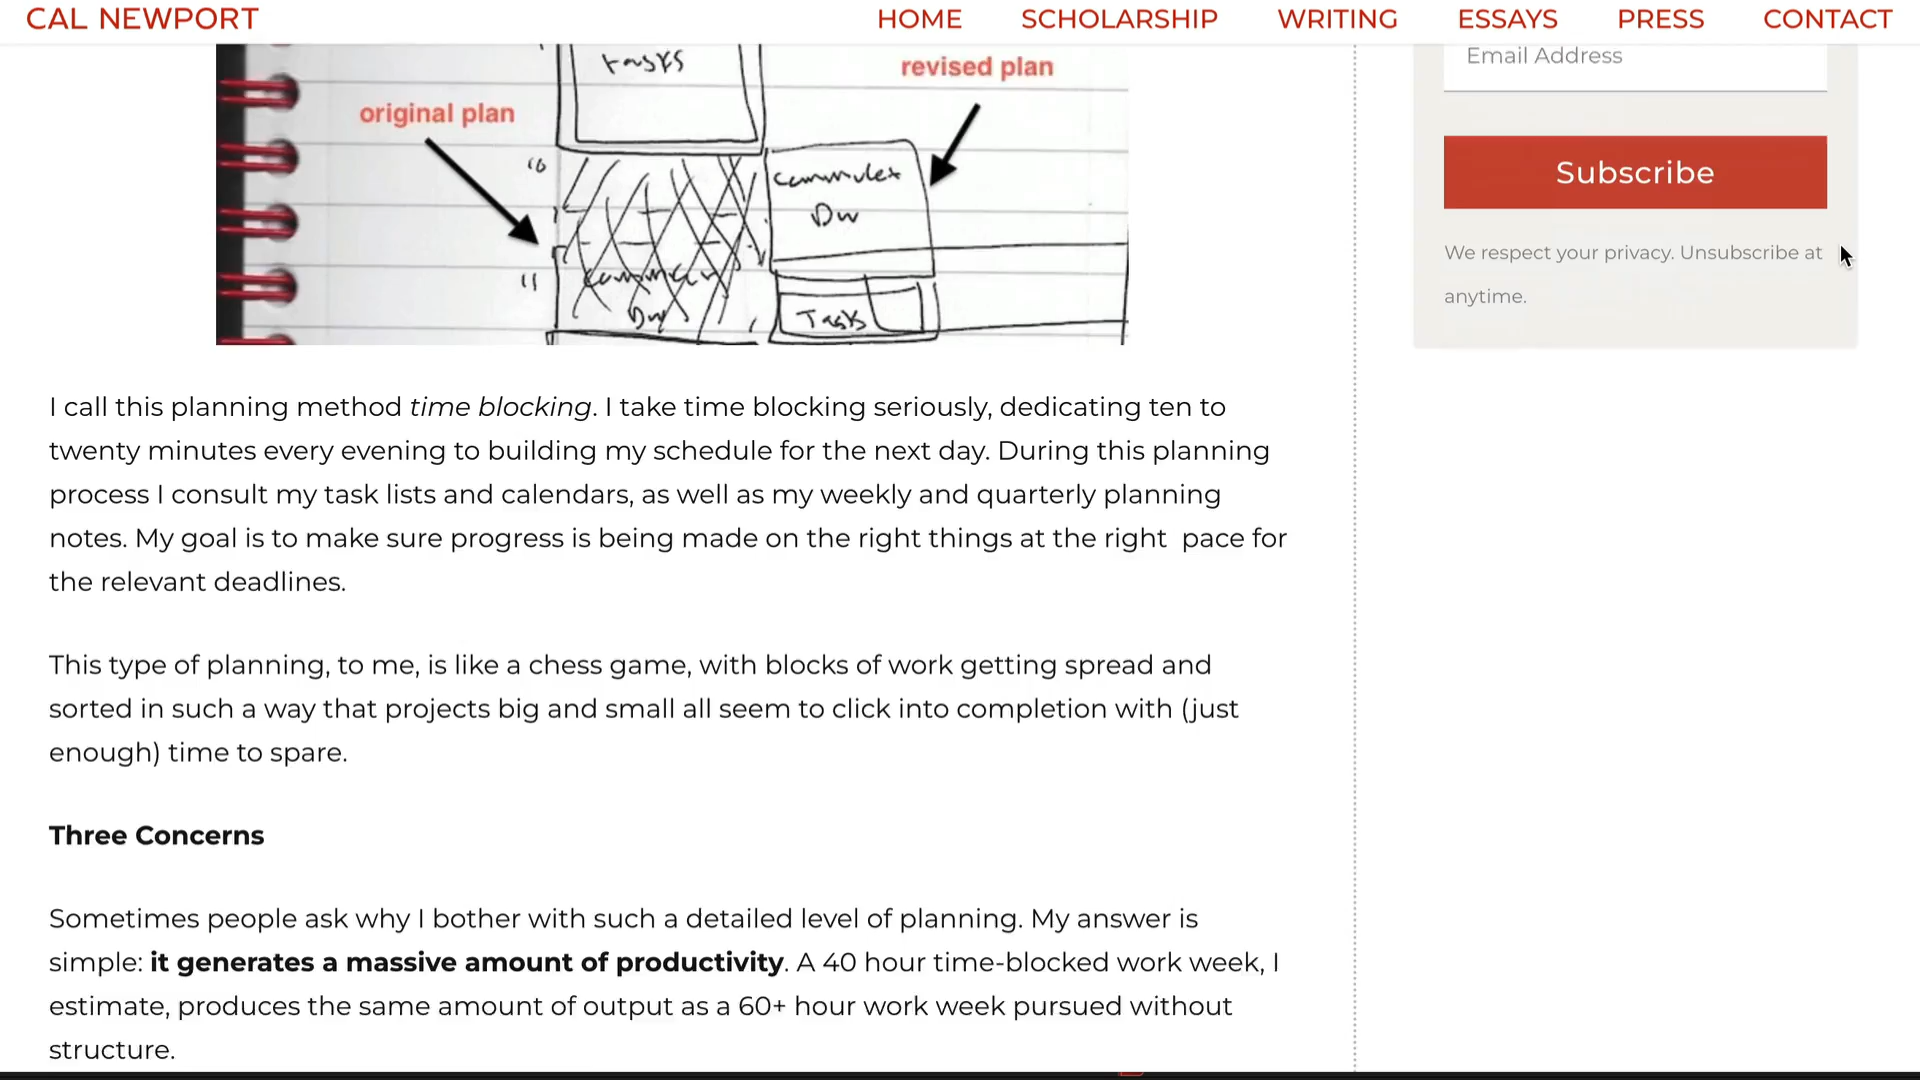 CAL NEWPORT
HOME SCHOLARSHIP WRITING ESSAYS PRESS CONTACT
tasks
original plan
revised plan
10
11
Dw
Dw
Tasks
Email Address
Subscribe
We respect your privacy. Unsubscribe at
anytime.
I call this planning method time blocking. I take time blocking seriously, dedicating ten to
twenty minutes every evening to building my schedule for the next day. During this planning
process I consult my task lists and calendars, as well as my weekly and quarterly planning
notes. My goal is to make sure progress is being made on the right things at the right  pace for
the relevant deadlines.
This type of planning, to me, is like a chess game, with blocks of work getting spread and
sorted in such a way that projects big and small all seem to click into completion with (just
enough) time to spare.
Three Concerns
Sometimes people ask why I bother with such a detailed level of planning. My answer is
simple: it generates a massive amount of productivity. A 40 hour time-blocked work week, I
estimate, produces the same amount of output as a 60+ hour work week pursued without
structure.